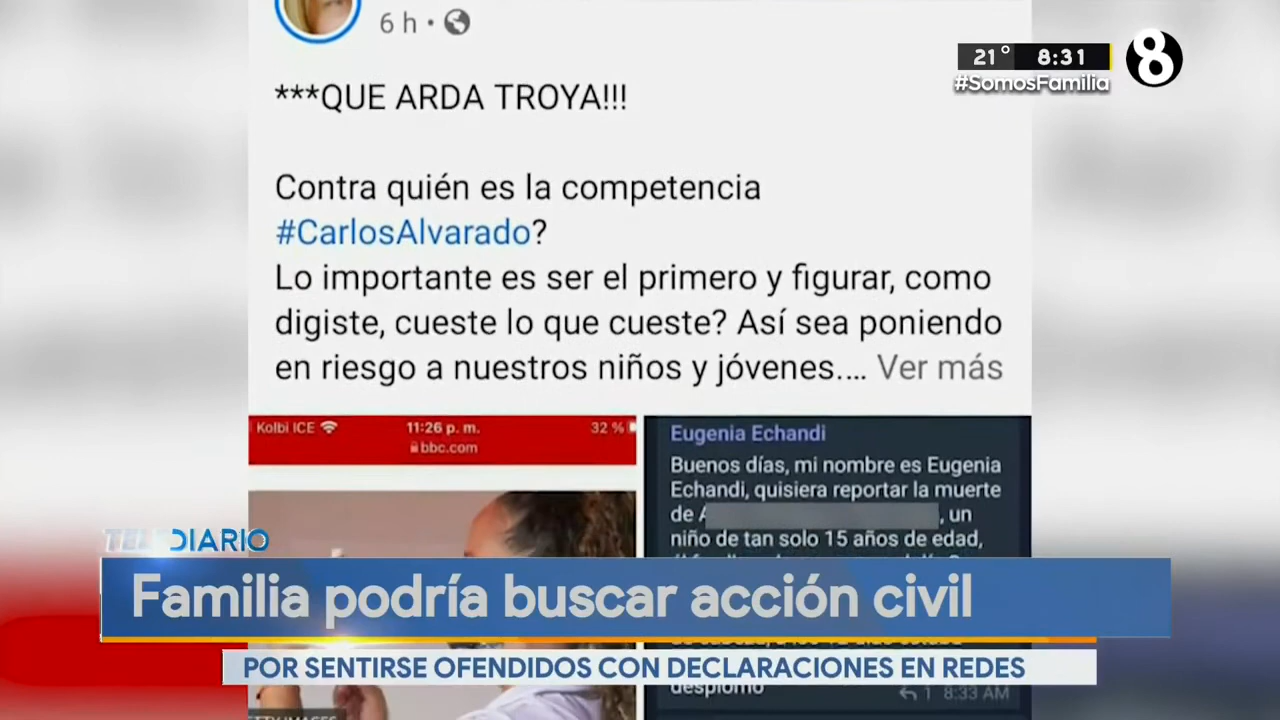 6 h •
21° 8:31
8
#SomosFamilia
***QUE ARDA TROYA!!!
Contra quién es la competencia
#CarlosAlvarado?
Lo importante es ser el primero y figurar, como
digiste, cueste lo que cueste? Así sea poniendo
en riesgo a nuestros niños y jóvenes.... Ver más
Kolbi ICE 11:26 p. m. 32 %
bbc.com
Eugenia Echandi
Buenos días, mi nombre es Eugenia
Echandi, quisiera reportar la muerte
de A , un
niño de tan solo 15 años de edad,
TELEDIARIO
Familia podría buscar acción civil
POR SENTIRSE OFENDIDOS CON DECLARACIONES EN REDES
desplomó
1 8:33 AM